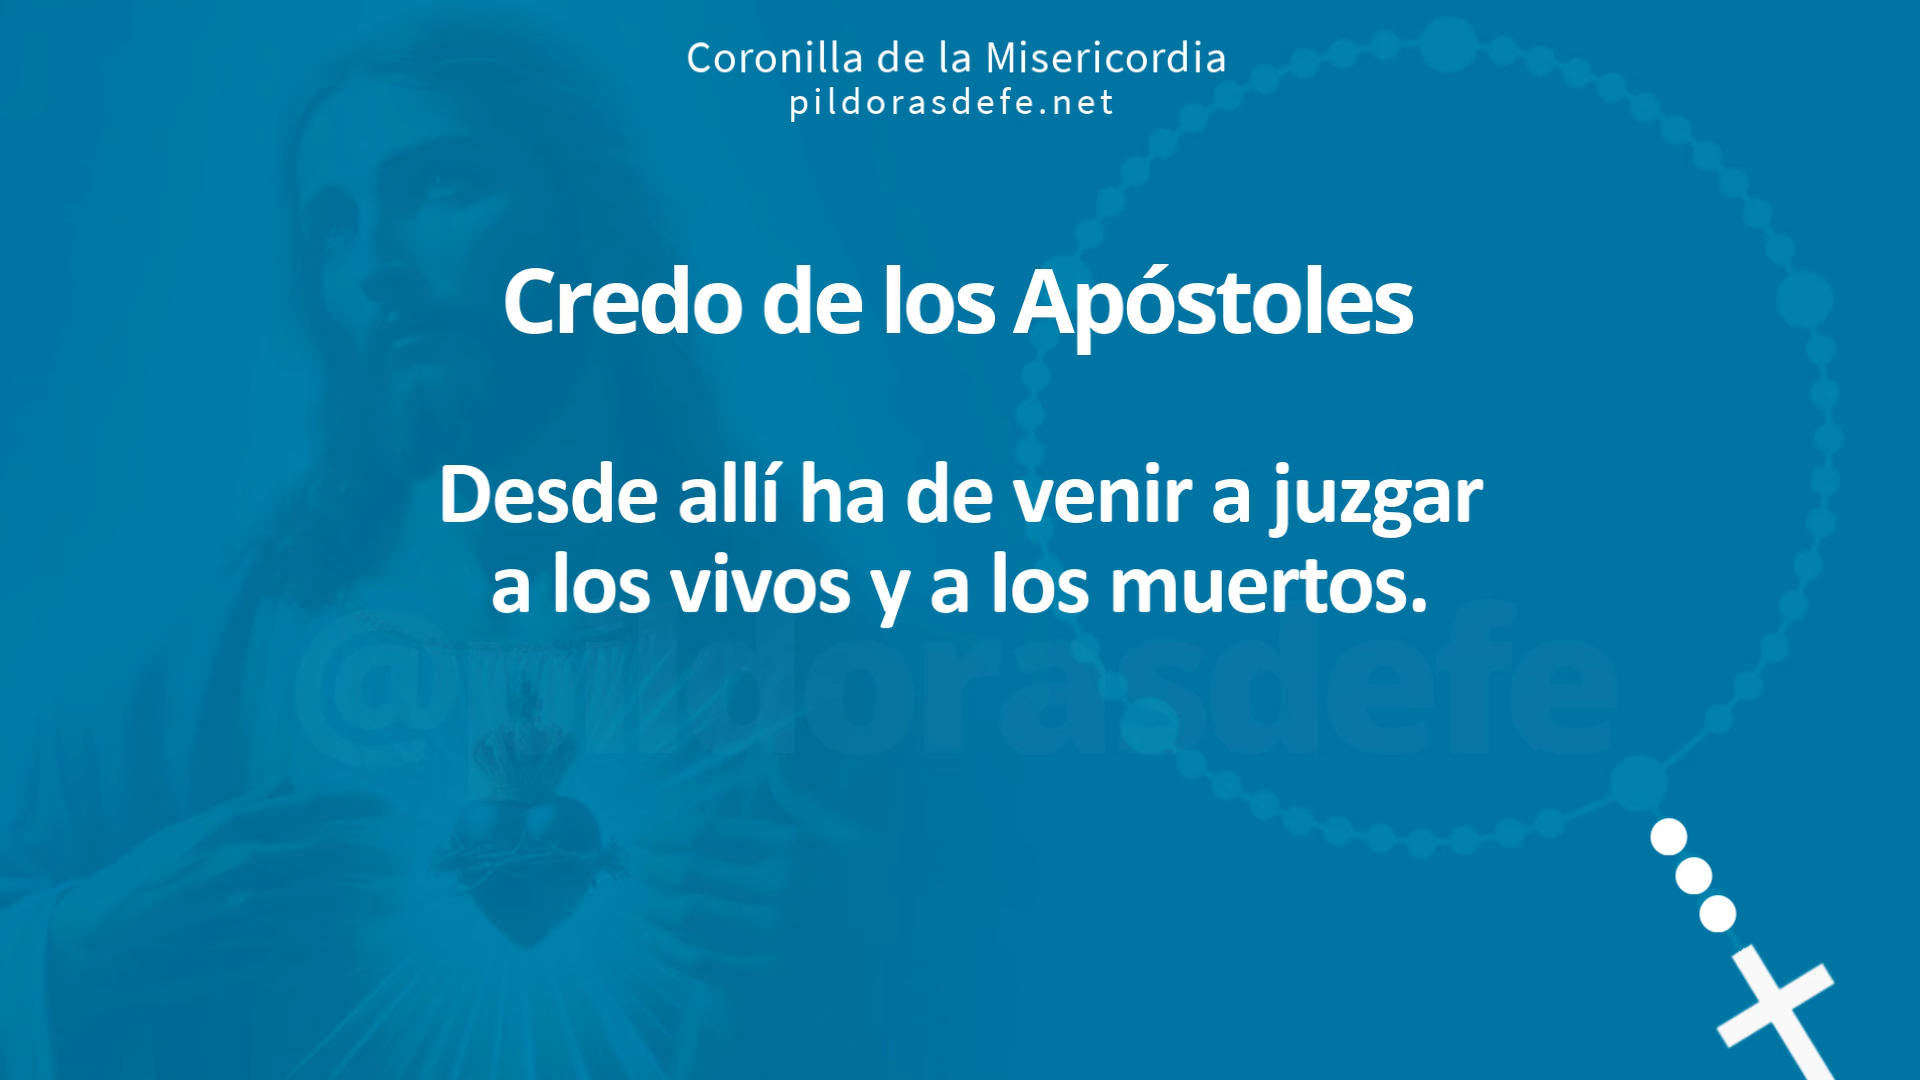 Coronilla de la Misericordia
pildorasdefe.net
Credo de los Apóstoles
Desde allí ha de venir a juzgar
a los vivos y a los muertos.
@pildorasdefe